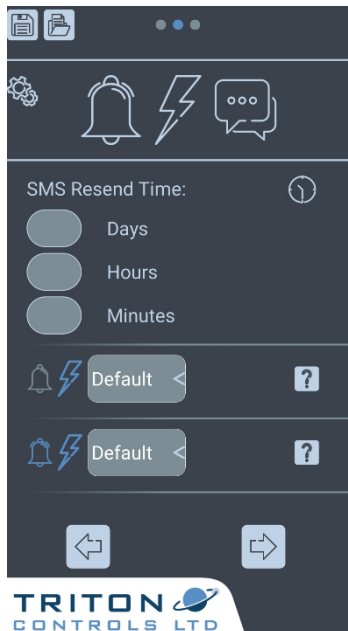 SMS Resend Time:
Days
Hours
Minutes
Default <
?
Default <
?
TRITON
CONTROLS LTD